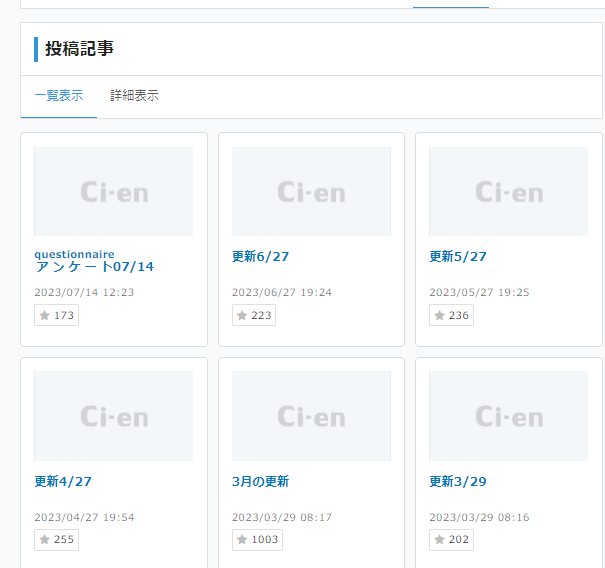 投稿記事
一覧表示 詳細表示
Ci-en Ci-en Ci-en
questionnaire
アンケート07/14 更新6/27 更新5/27
2023/07/14 12:23 2023/06/27 19:24 2023/05/27 19:25
★ 173 ★ 223 ★ 236
Ci-en Ci-en Ci-en
更新4/27 3月の更新 更新3/29
2023/04/27 19:54 2023/03/29 08:17 2023/03/29 08:16
★ 255 ★ 1003 ★ 202